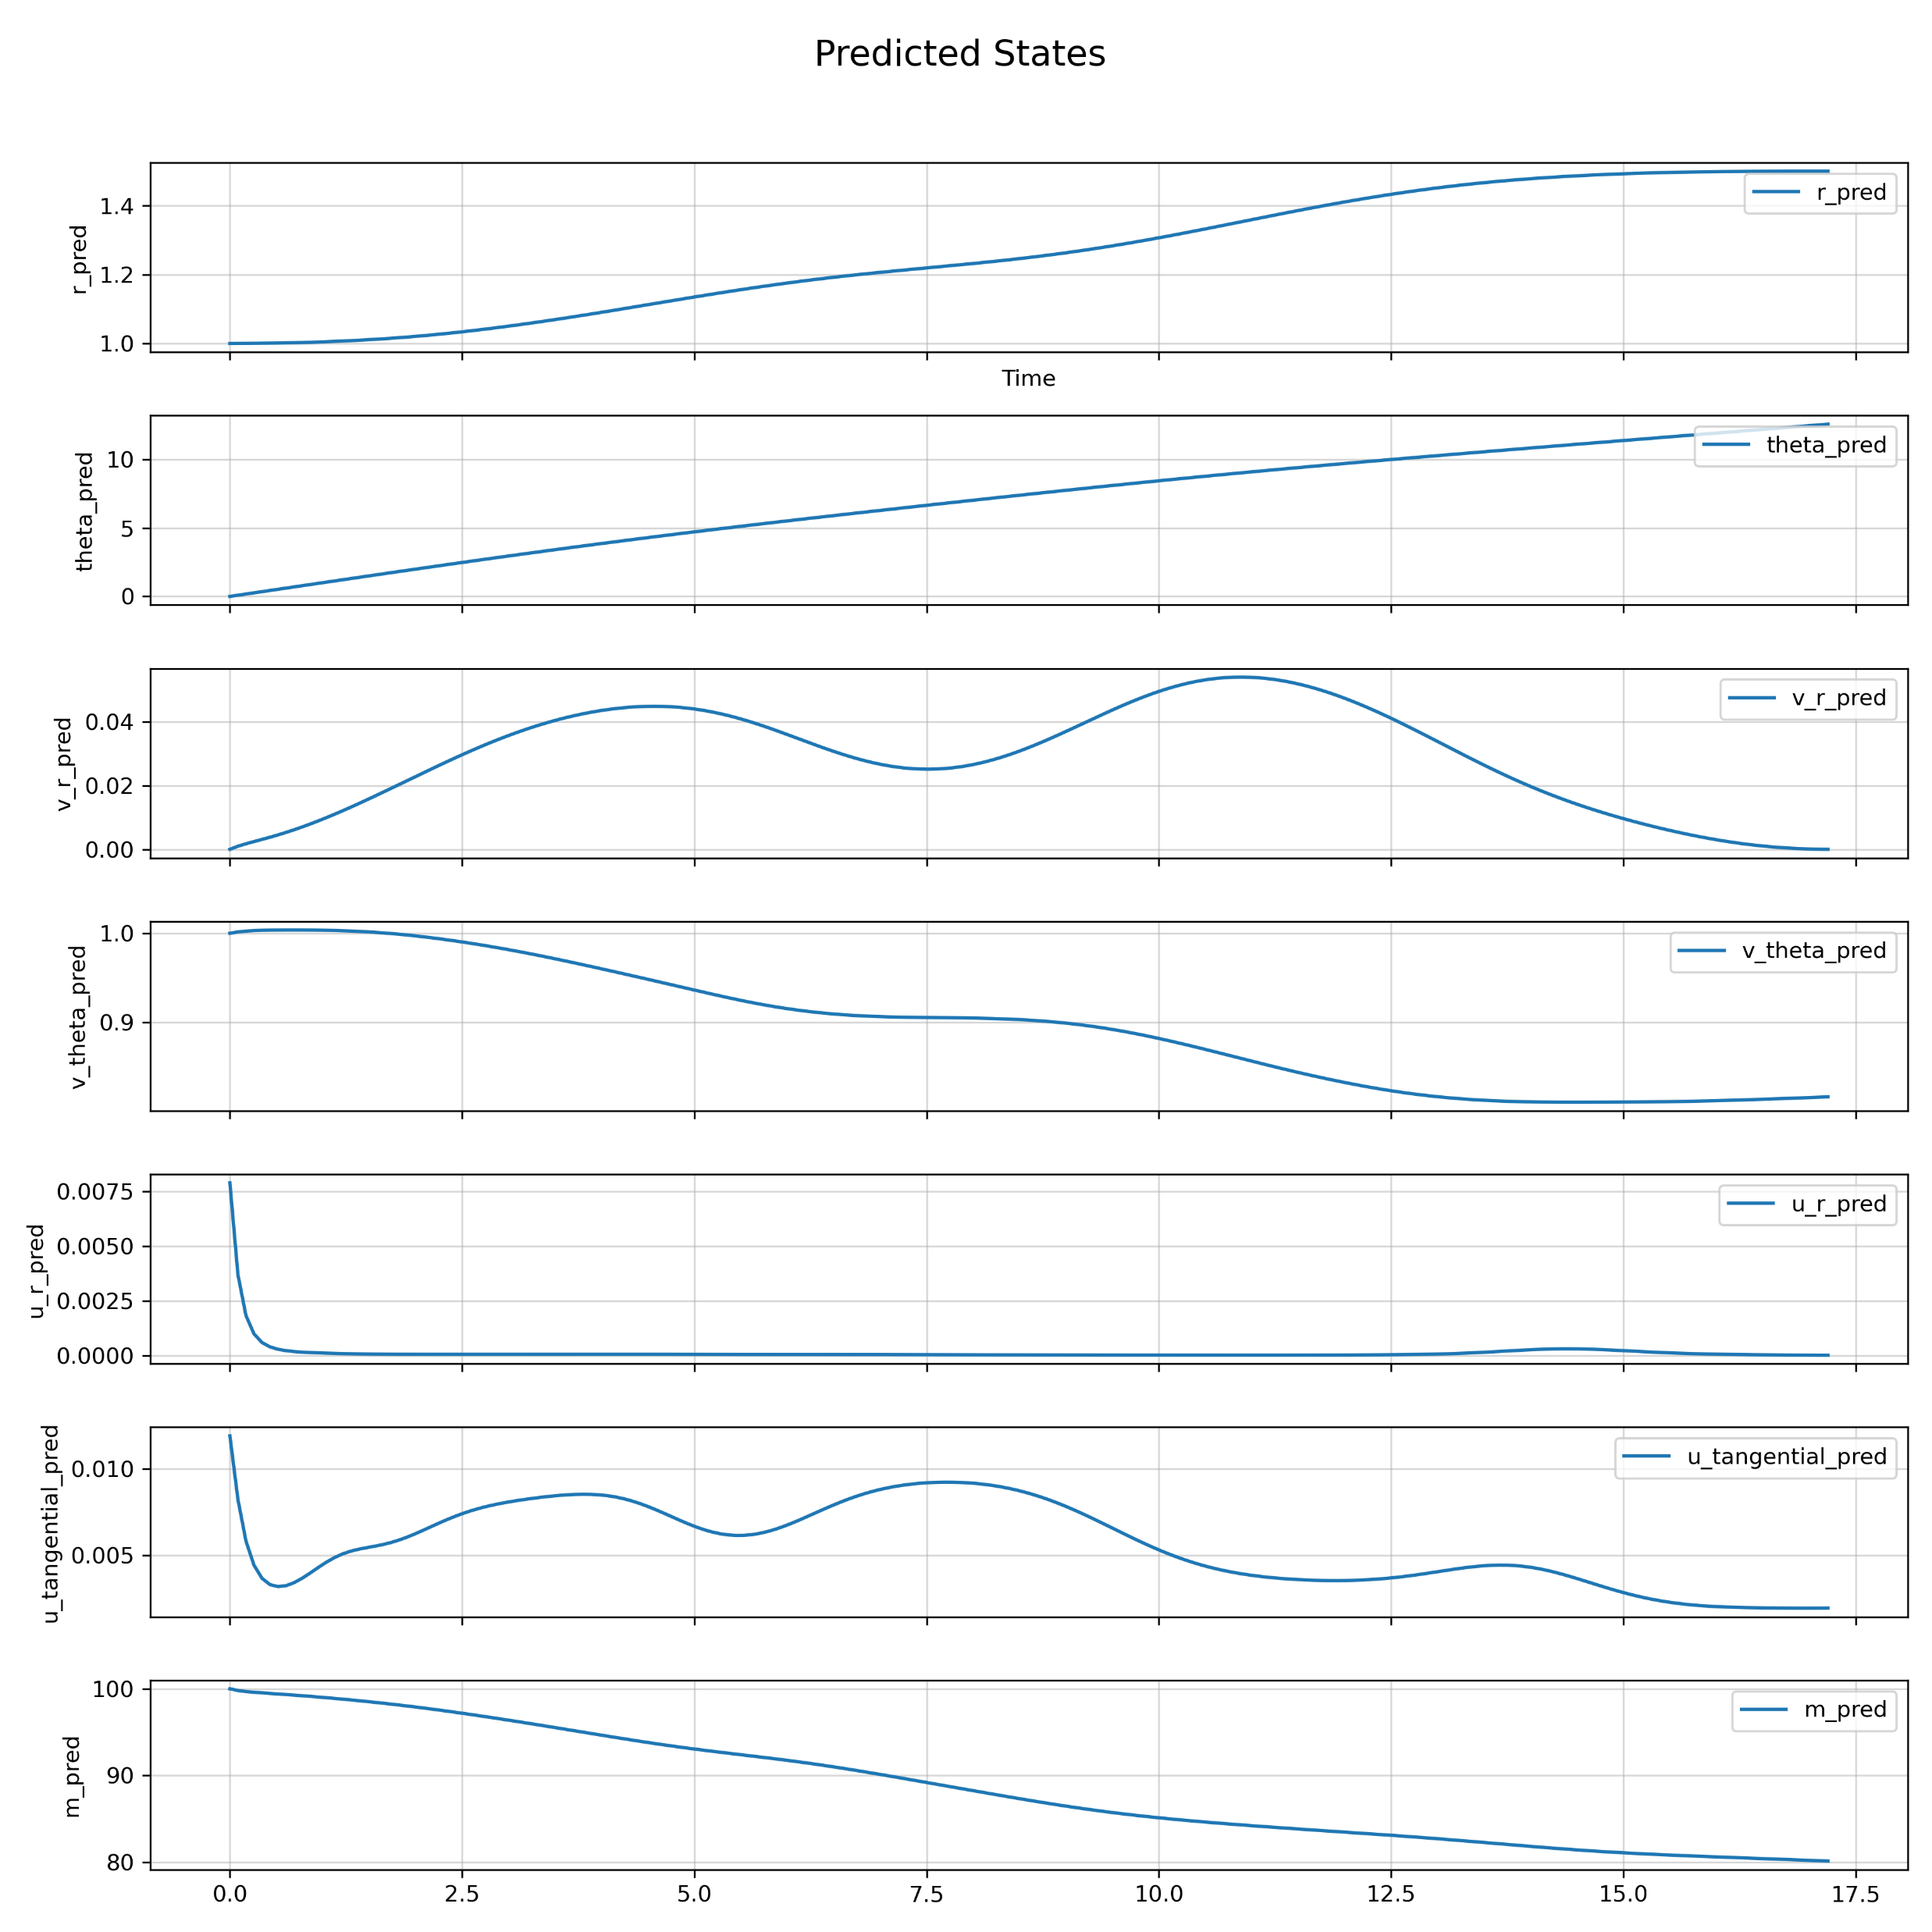 Predicted States
r_pred
1.4
1.2
1.0
r_pred
Time
theta_pred
10
5
0
theta_pred
v_r_pred
0.04
0.02
0.00
v_r_pred
v_theta_pred
1.0
0.9
v_theta_pred
u_r_pred
0.0075
0.0050
0.0025
0.0000
u_r_pred
u_tangential_pred
0.010
0.005
u_tangential_pred
m_pred
100
90
80
m_pred
0.0 2.5 5.0 7.5 10.0 12.5 15.0 17.5